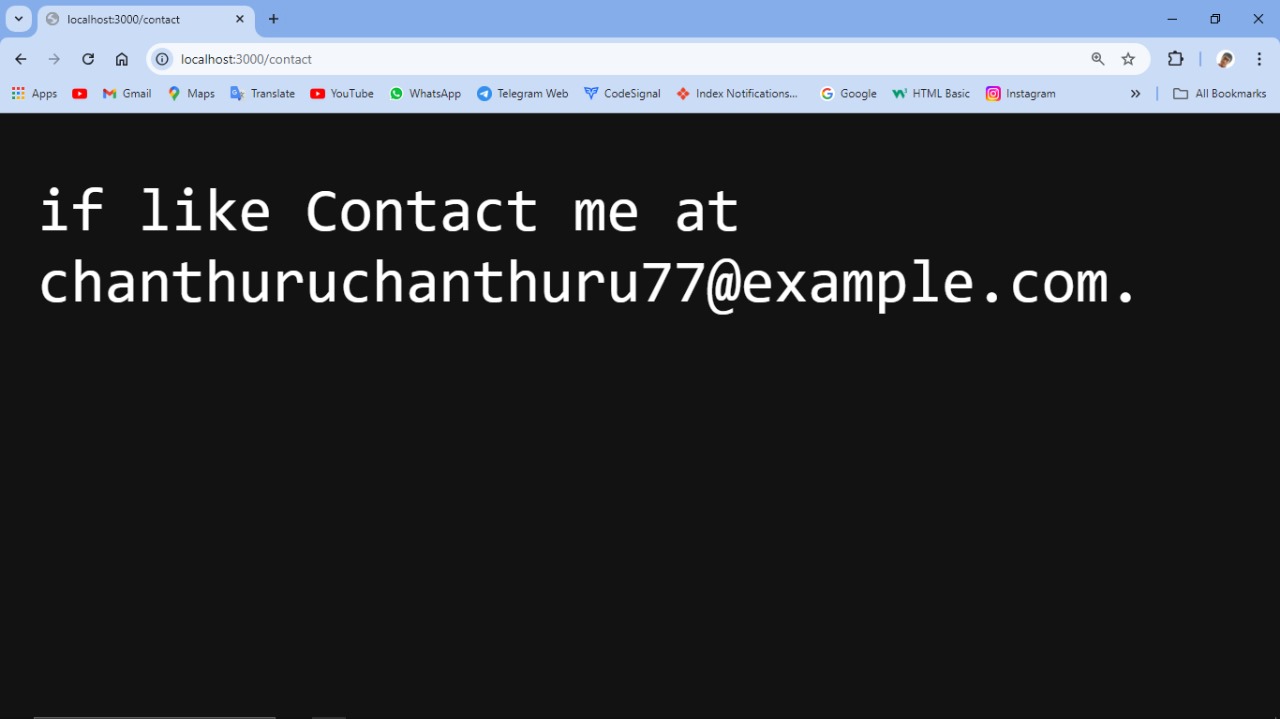 localhost:3000/contact
localhost:3000/contact
Apps Gmail Maps Translate YouTube WhatsApp Telegram Web CodeSignal Index Notifications... Google HTML Basic Instagram » All Bookmarks
if like Contact me at
chanthuruchanthuru77@example.com.